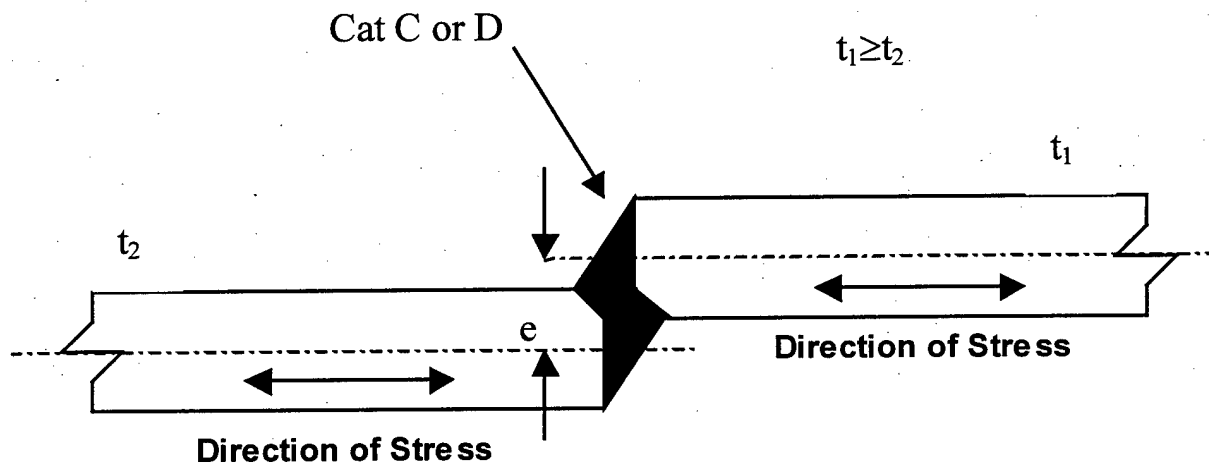 Cat C or D
t₁≥t₂
t₁
t₂
e
Direction of Stress
Direction of Stress